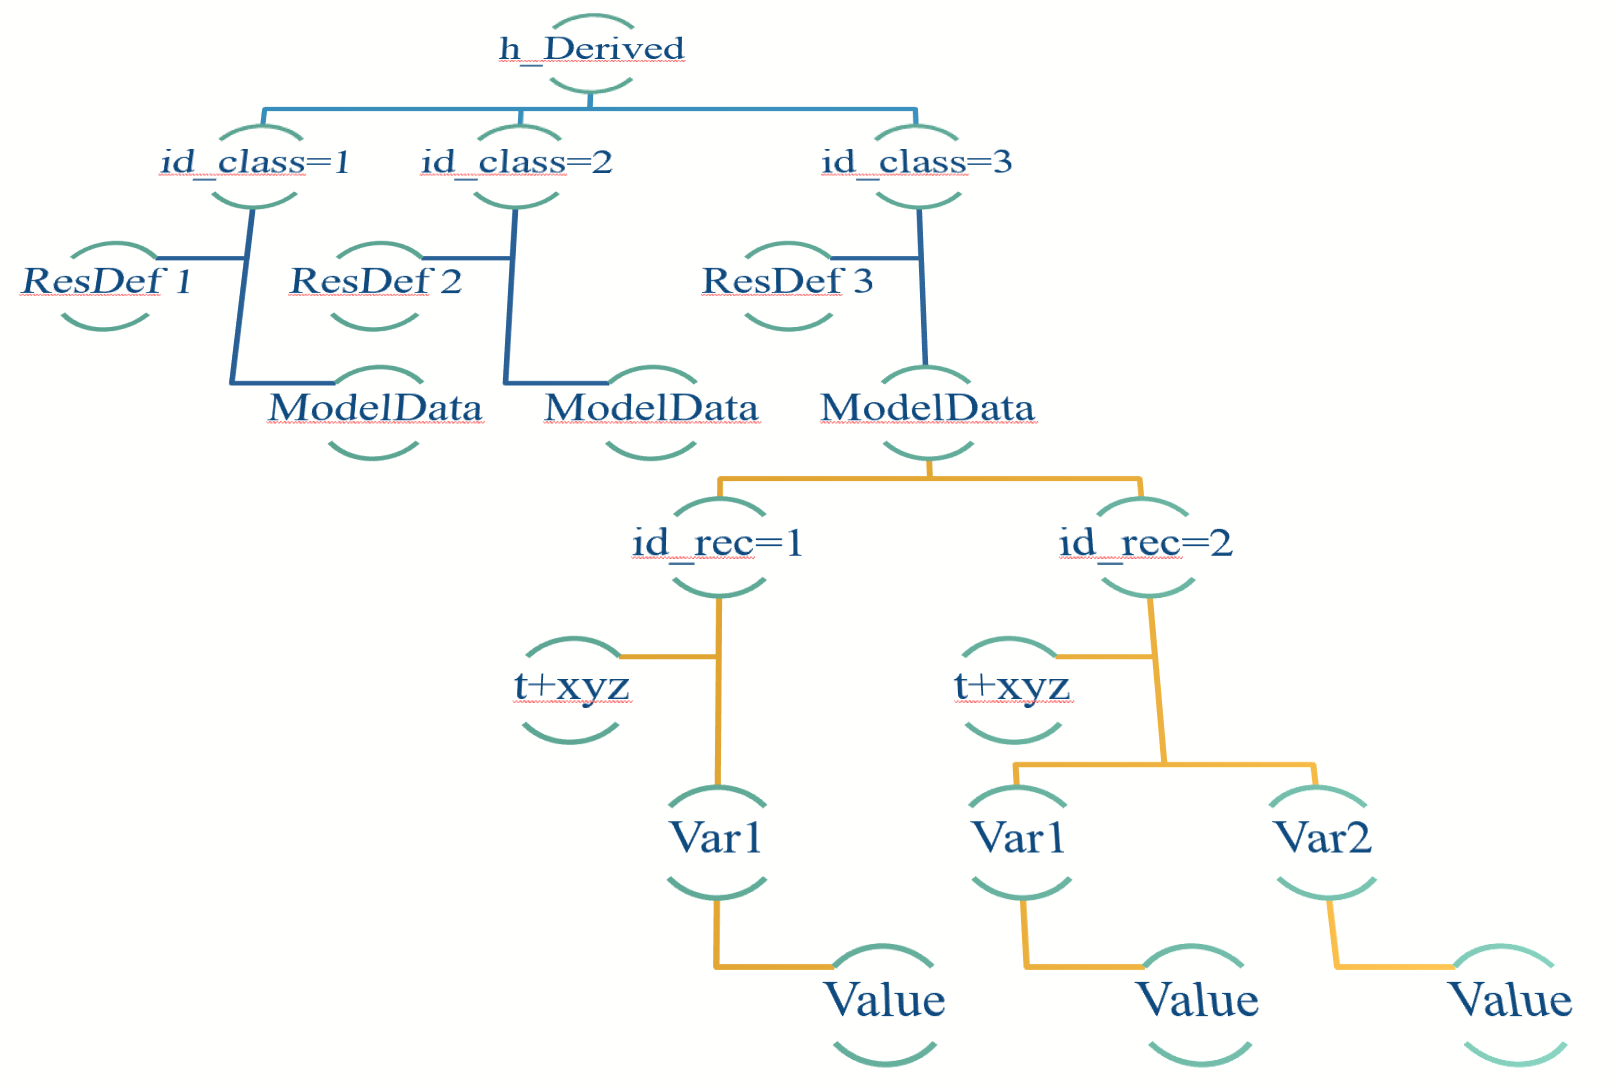 h_Derived
id_class=1
id_class=2
id_class=3
ResDef 1
ResDef 2
ResDef 3
ModelData
ModelData
ModelData
id_rec=1
id_rec=2
t+xyz
t+xyz
Var1
Var1
Var2
Value
Value
Value